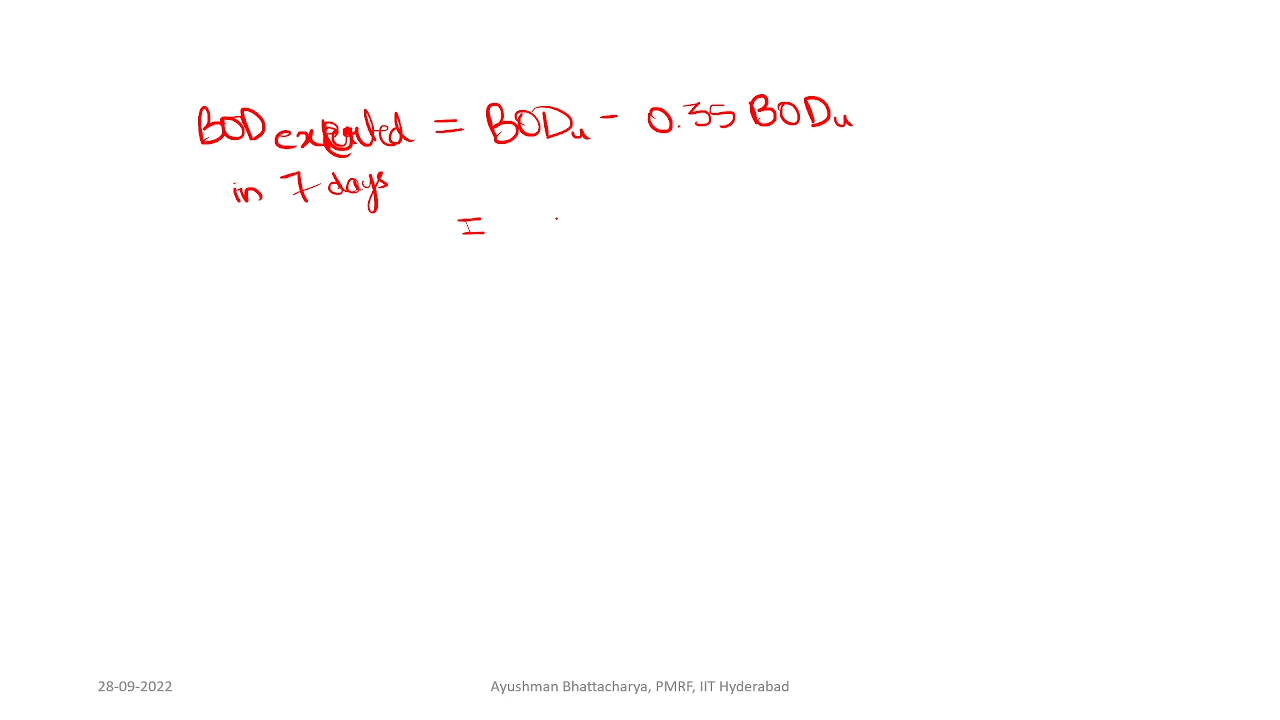 BOD exerted = BODu - 0.35 BODu
in 7 days
=
28-09-2022
Ayushman Bhattacharya, PMRF, IIT Hyderabad